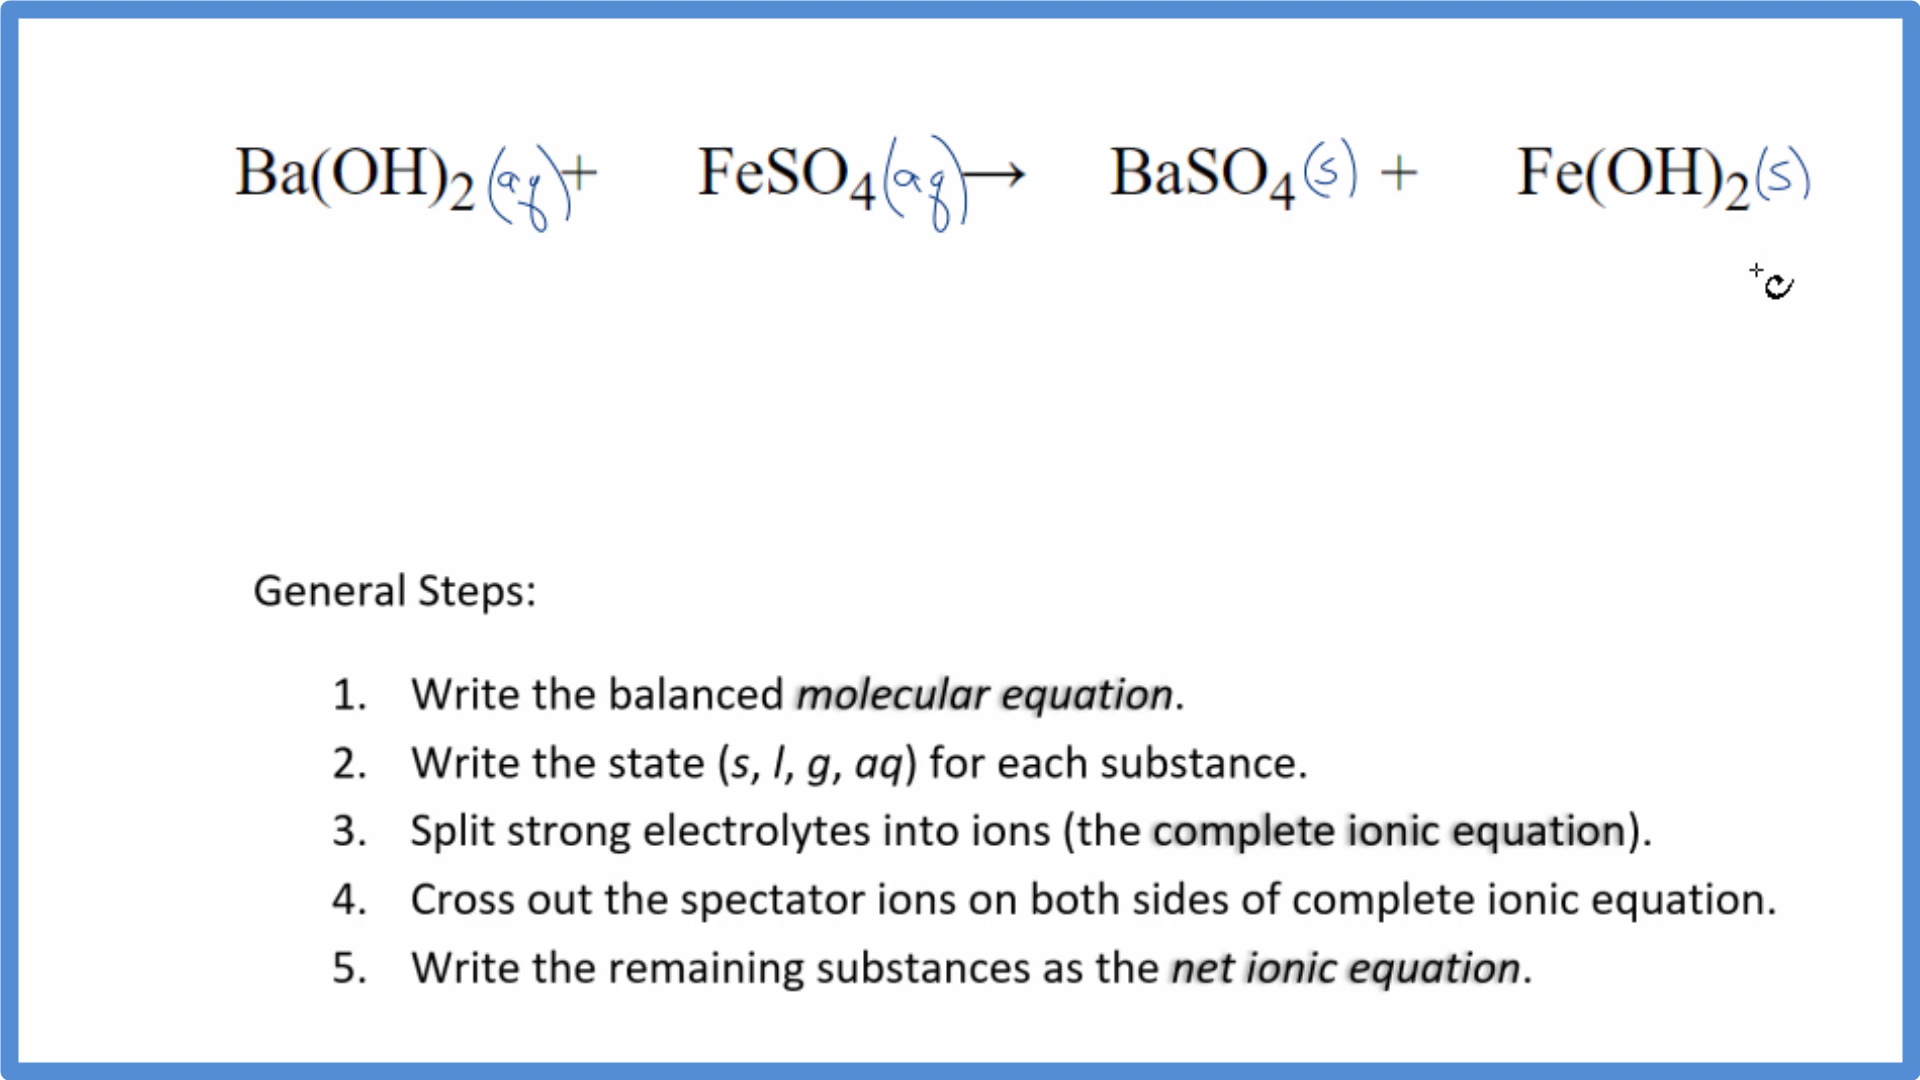 Ba(OH)₂(aq) + FeSO₄(aq) → BaSO₄(s) + Fe(OH)₂(s)
General Steps:
1. Write the balanced molecular equation.
2. Write the state (s, l, g, aq) for each substance.
3. Split strong electrolytes into ions (the complete ionic equation).
4. Cross out the spectator ions on both sides of complete ionic equation.
5. Write the remaining substances as the net ionic equation.